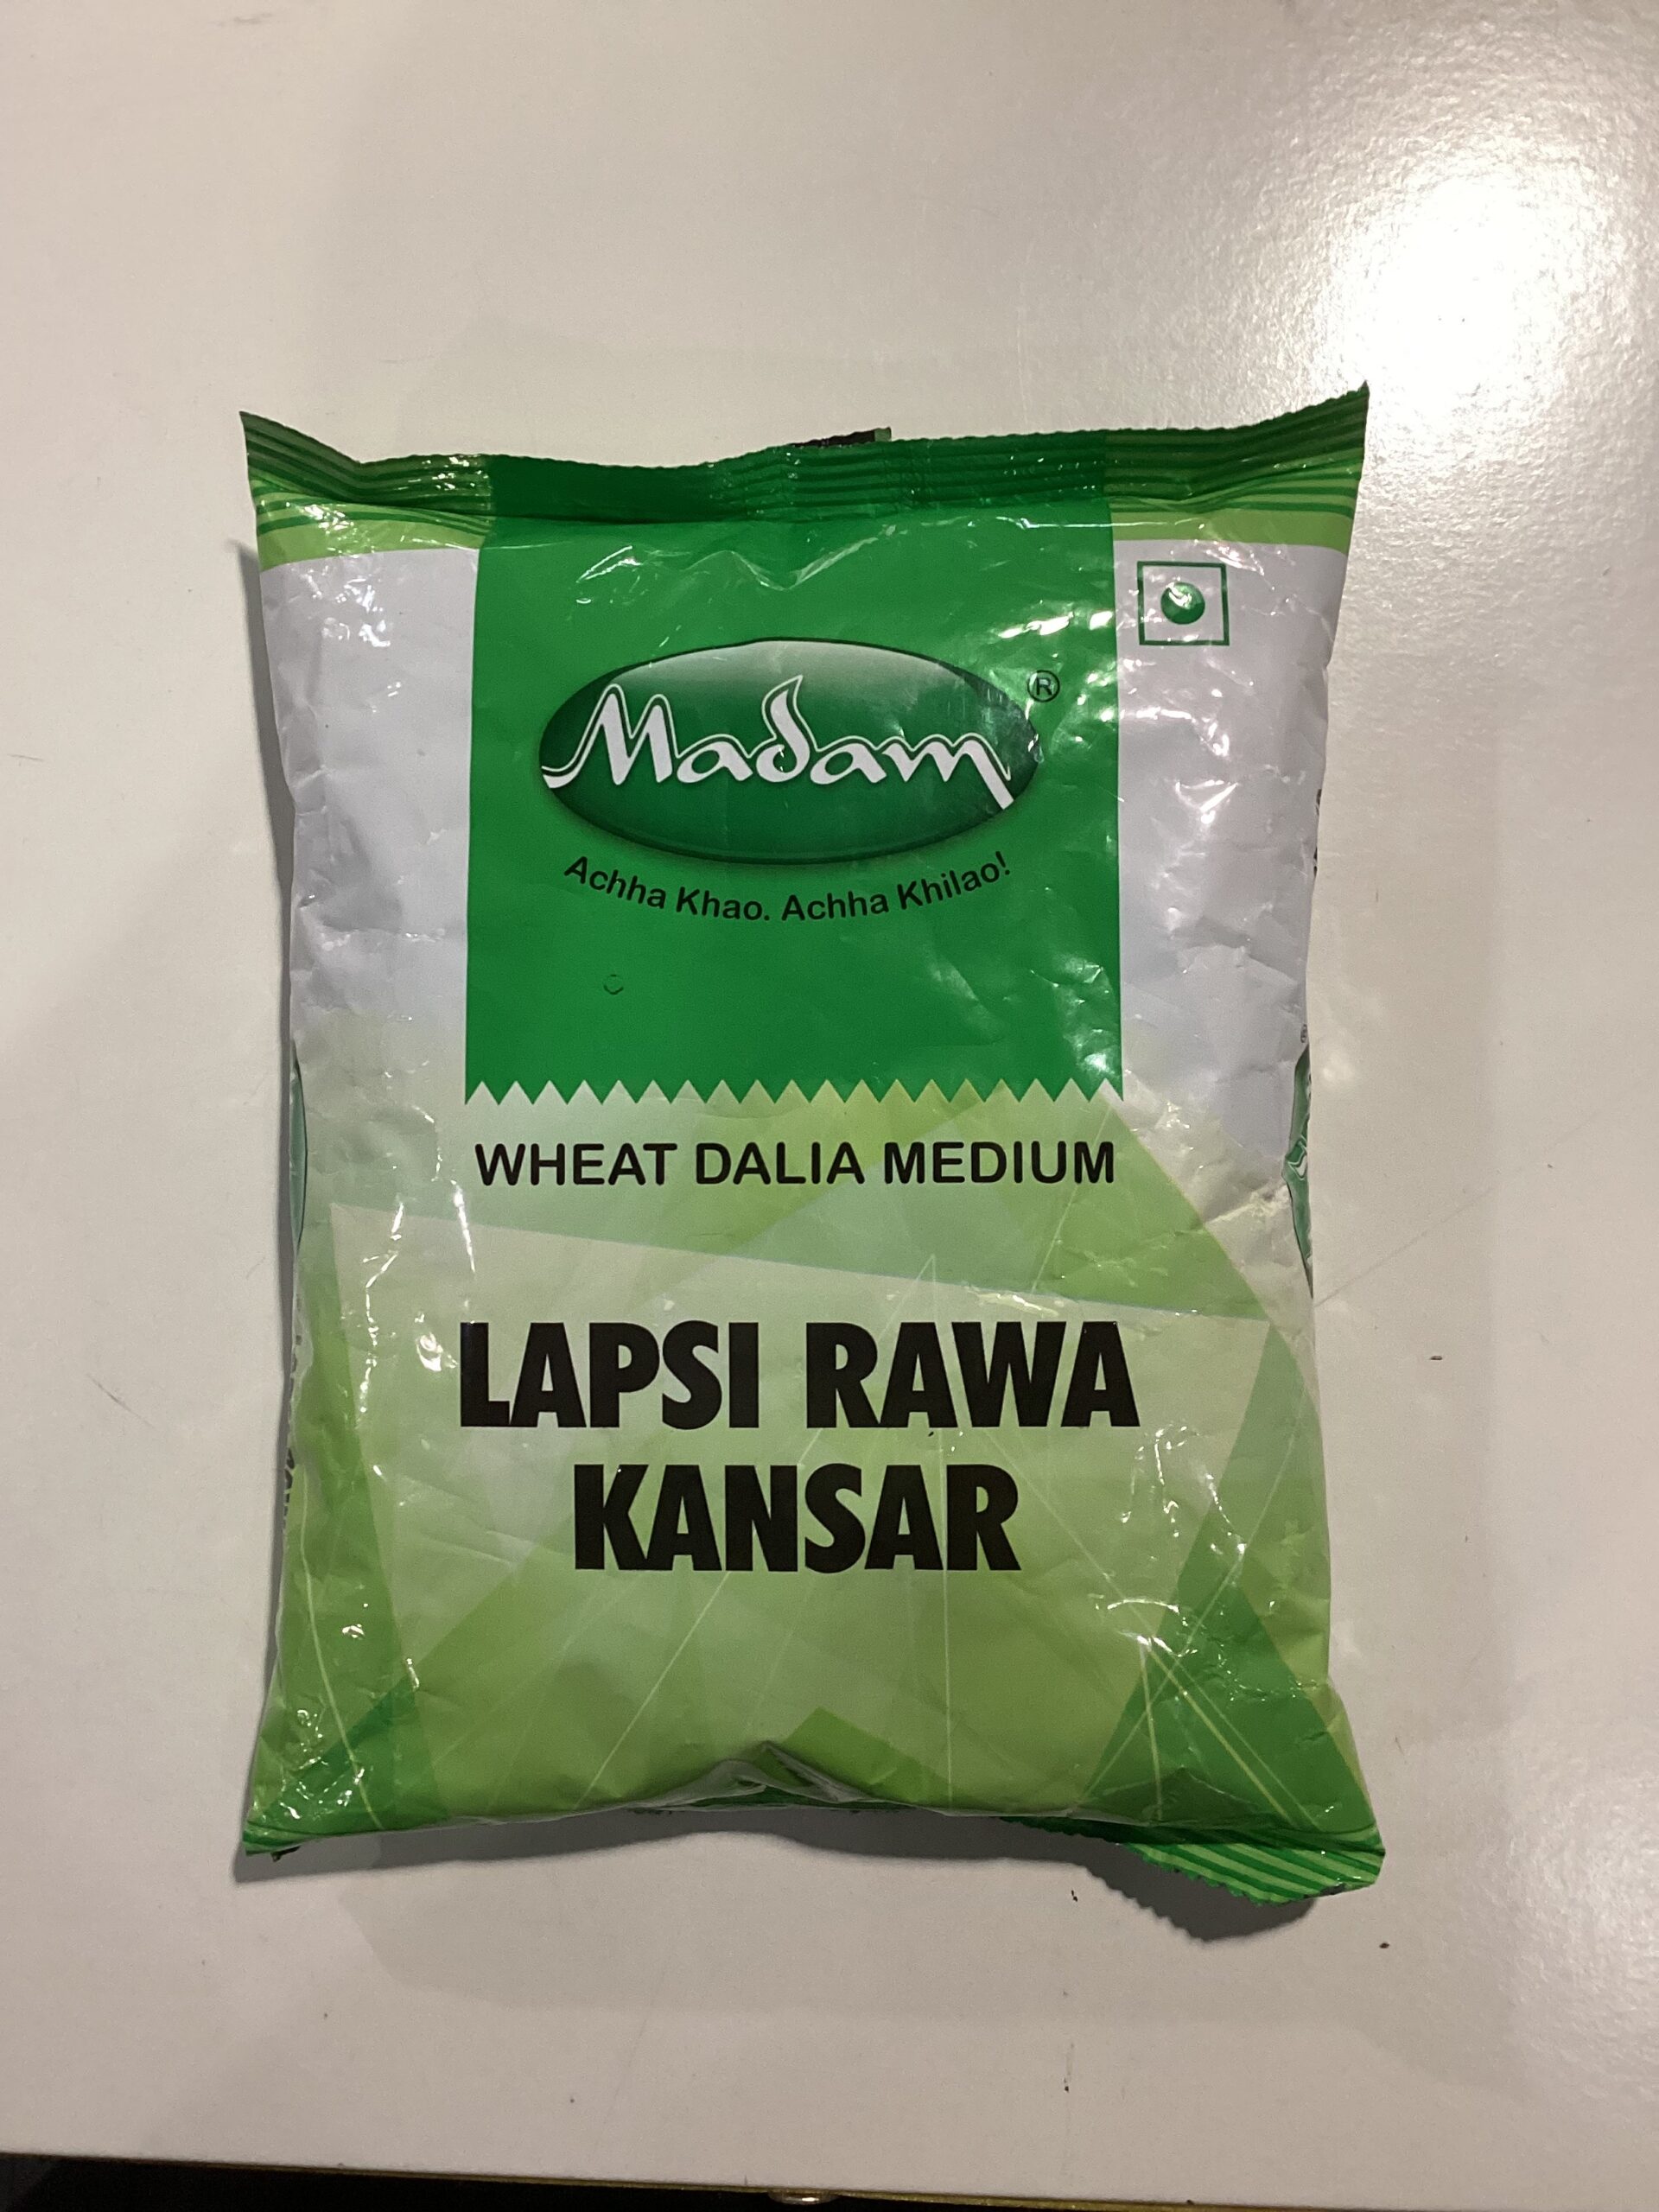 Madam®
Achha Khao. Achha Khilao!
WHEAT DALIA MEDIUM
LAPSI RAWA
KANSAR